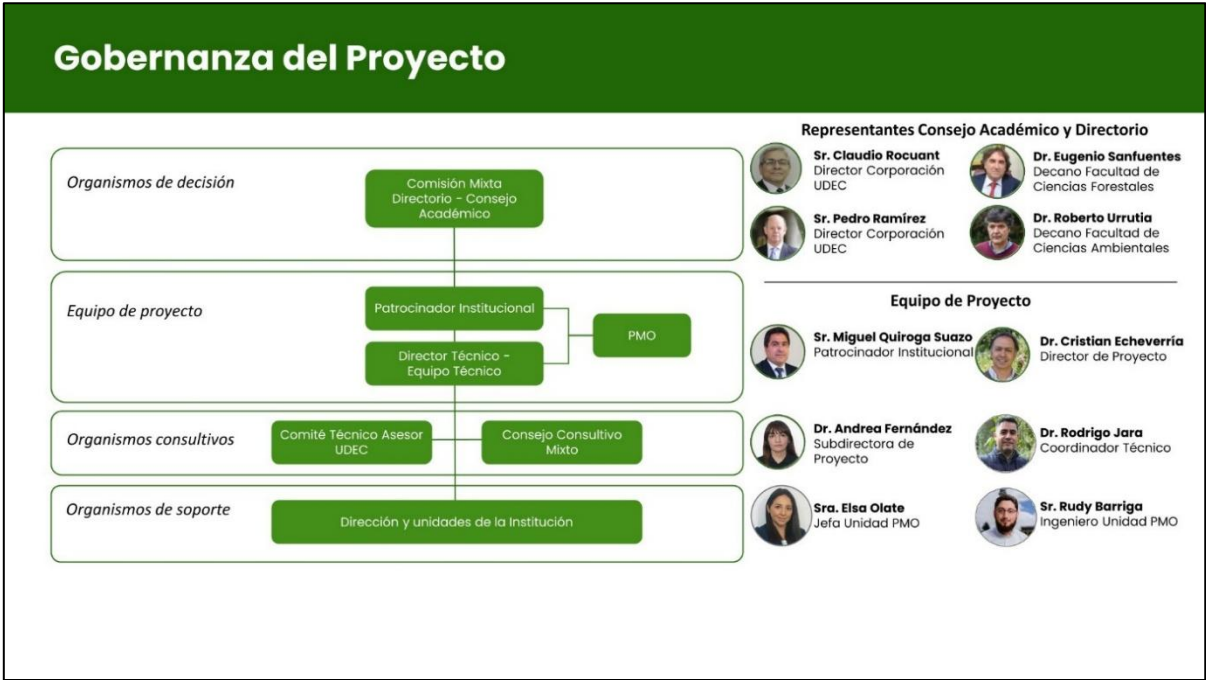 Gobernanza del Proyecto
Organismos de decisión
Comisión Mixta
Directorio - Consejo
Académico
Equipo de proyecto
Patrocinador Institucional
PMO
Director Técnico -
Equipo Técnico
Organismos consultivos
Comité Técnico Asesor
UDEC
Consejo Consultivo
Mixto
Organismos de soporte
Dirección y unidades de la Institución
Representantes Consejo Académico y Directorio
Sr. Claudio Rocuant
Director Corporación
UDEC
Dr. Eugenio Sanfuentes
Decano Facultad de
Ciencias Forestales
Sr. Pedro Ramírez
Director Corporación
UDEC
Dr. Roberto Urrutia
Decano Facultad de
Ciencias Ambientales
Equipo de Proyecto
Sr. Miguel Quiroga Suazo
Patrocinador Institucional
Dr. Cristian Echeverría
Director de Proyecto
Dr. Andrea Fernández
Subdirectora de
Proyecto
Dr. Rodrigo Jara
Coordinador Técnico
Sra. Elsa Olate
Jefa Unidad PMO
Sr. Rudy Barriga
Ingeniero Unidad PMO